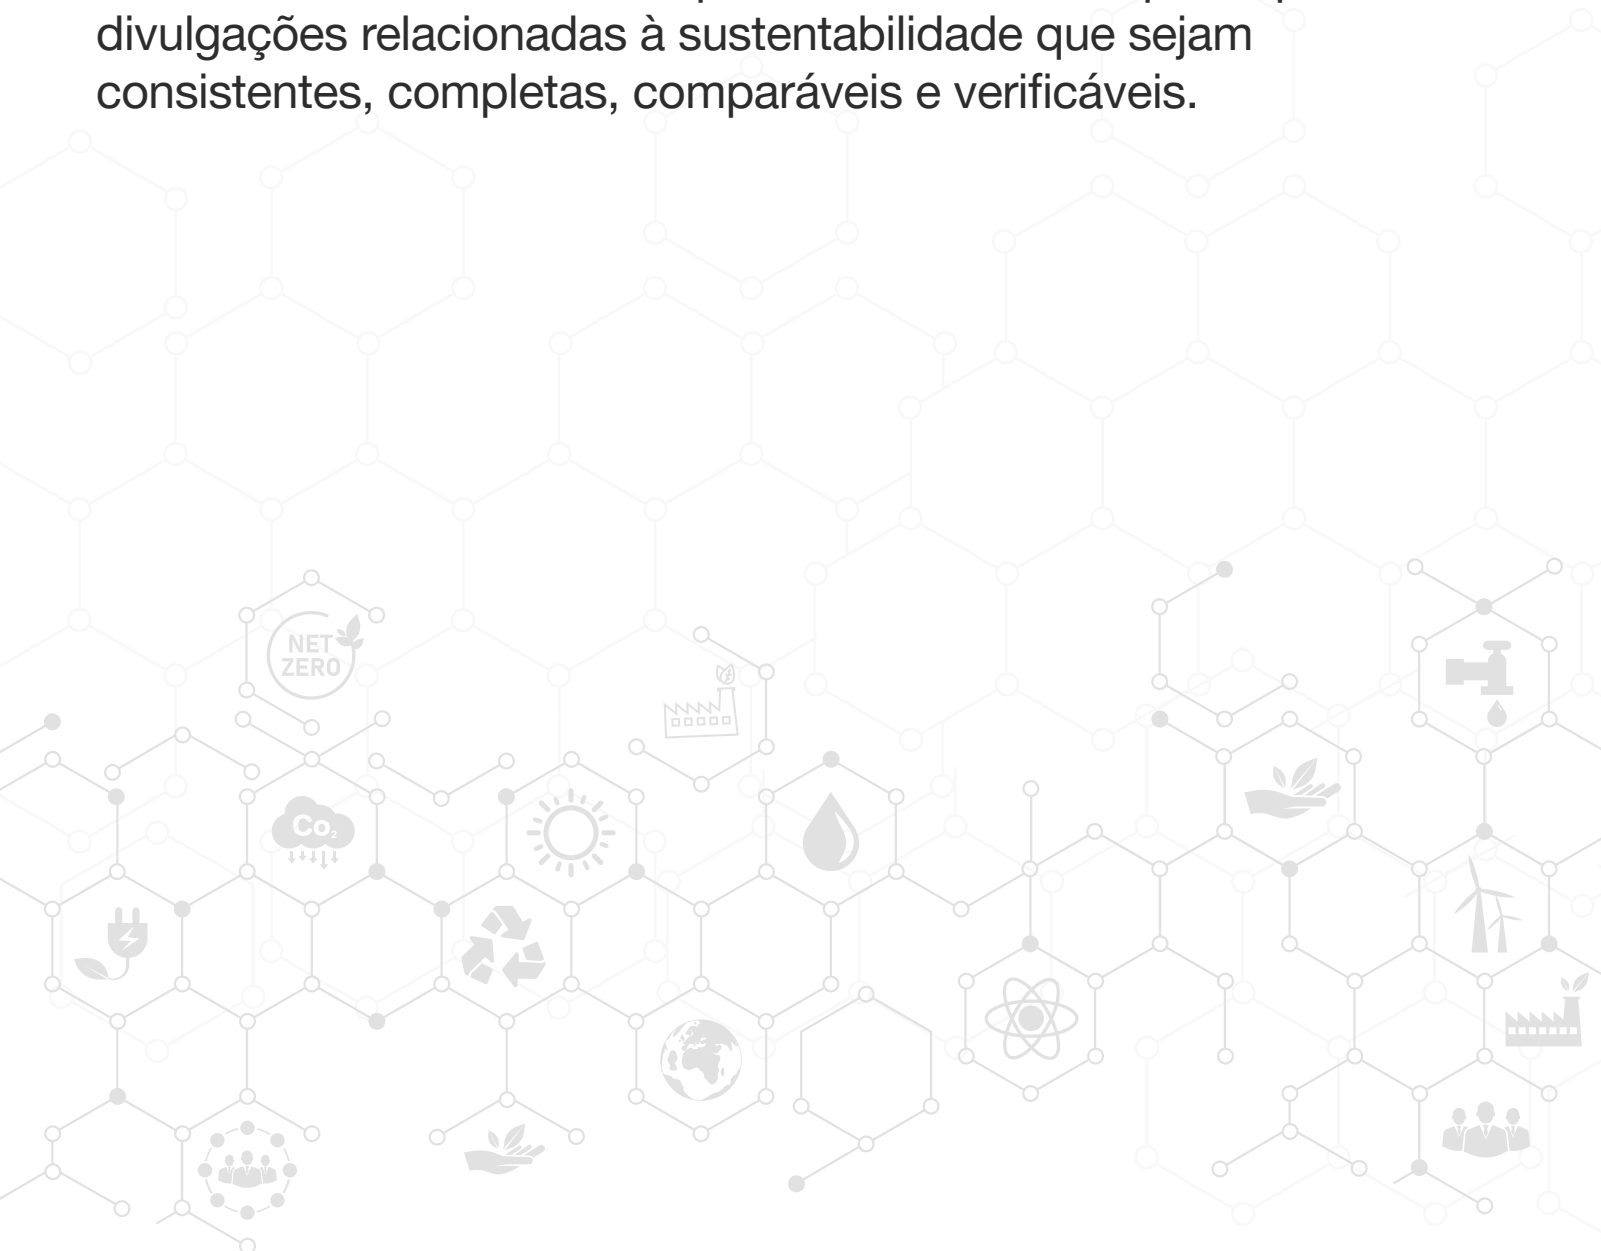 divulgações relacionadas à sustentabilidade que sejam
consistentes, completas, comparáveis e verificáveis.
NET
ZERO
Co₂